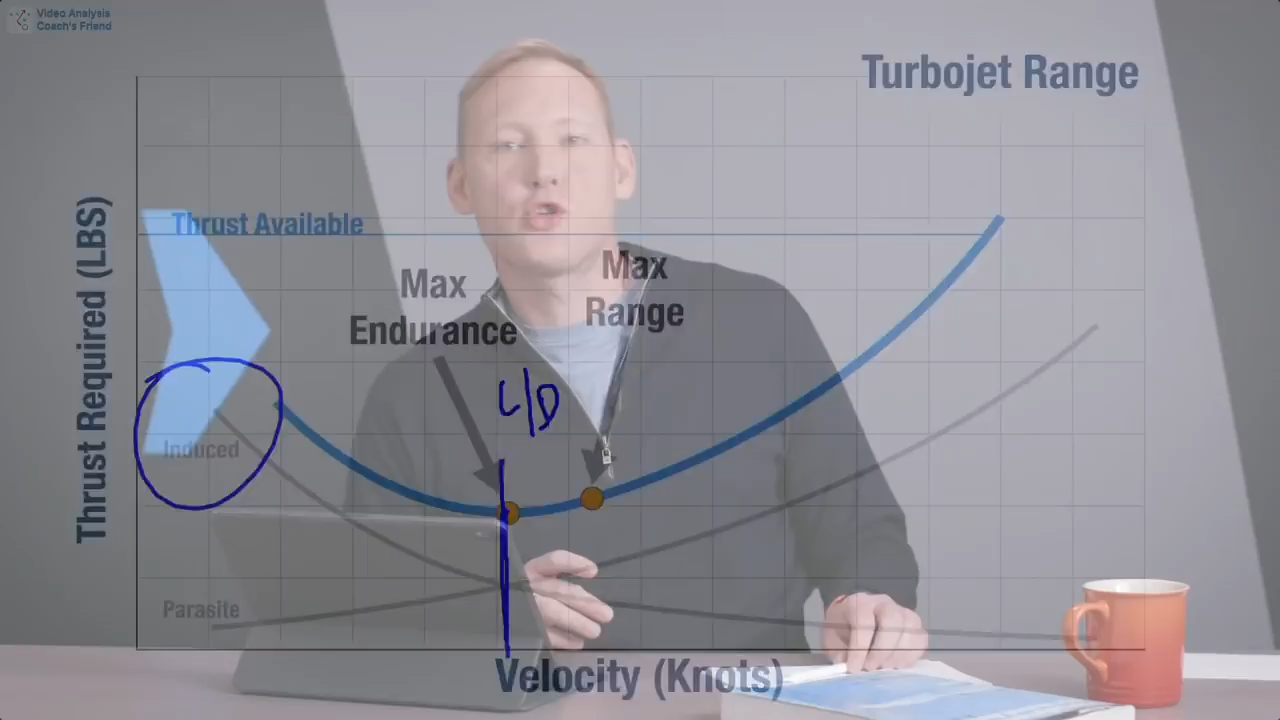 Video Analysis
Coach's Friend
Turbojet Range
Thrust Available
Max
Endurance
Max
Range
L/D
Induced
Parasite
Thrust Required (LBS)
Velocity (Knots)